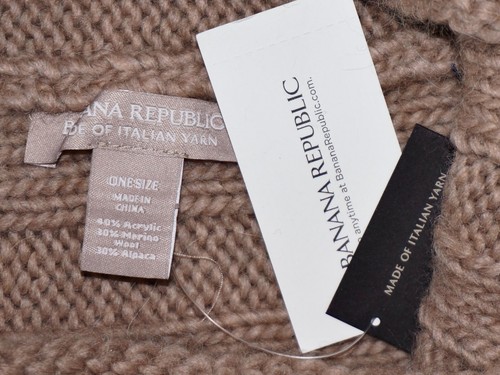 ANA REPUBLIC
DE OF ITALIAN YARN
ONE SIZE
MADE IN
CHINA
40% Acrylic
30% Merino
Wool
30% Alpaca
BANANA REPUBLIC
anytime at BananaRepublic.com.
MADE OF ITALIAN YARN